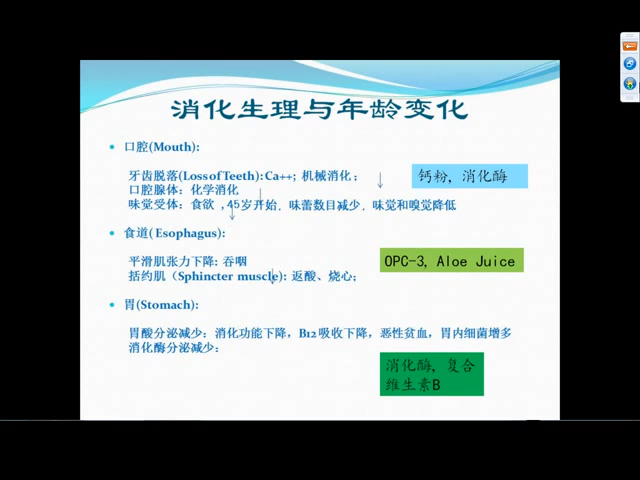 消化生理与年龄变化
口腔(Mouth):
牙齿脱落(Loss of Teeth): Ca++; 机械消化；
钙粉, 消化酶
口腔腺体：化学消化
味觉受体：食欲 ,45岁开始，味蕾数目减少，味觉和嗅觉降低
食道( Esophagus):
平滑肌张力下降: 吞咽
OPC-3, Aloe Juice
括约肌（Sphincter muscle): 返酸、烧心;
胃(Stomach):
胃酸分泌减少：消化功能下降，B12 吸收下降，恶性贫血，胃内细菌增多
消化酶分泌减少：
消化酶, 复合
维生素B